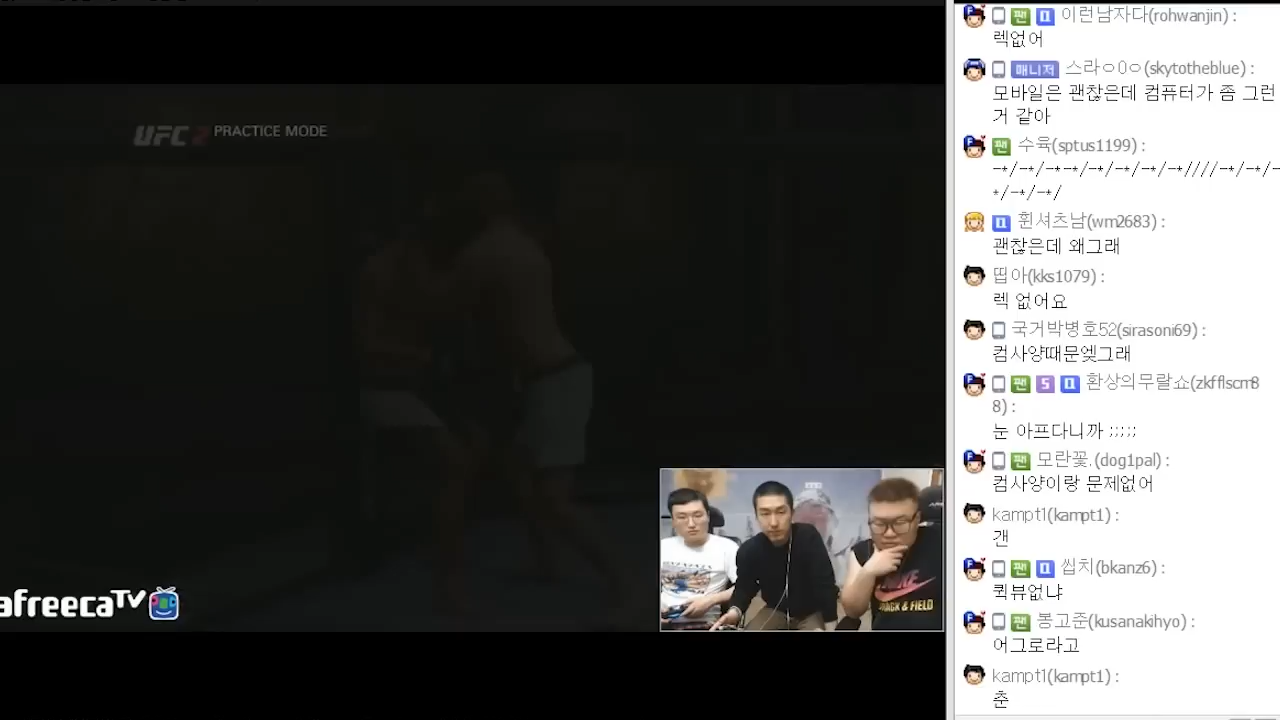 UFC 2 PRACTICE MODE
afreecaTV
TRACK & FIELD
팬 이런남자다(rohwanjin) :
렉없어
매니저 스라ㅇ0ㅇ(skytotheblue) :
모바일은 괜찮은데 컴퓨터가 좀 그런
거 같아
팬 수육(sptus1199) :
-*/-*/-*-*/-*/-*/-*/-*////-*/-*/-
*/-*/-*/
휜셔츠남(wm2683) :
괜찮은데 왜그래
띱아(kks1079) :
렉 없어요
국거박병호52(sirasoni69) :
컴사양때문엦그래
팬 S 환상의무랄쇼(zkfflscm8
8) :
눈 아프다니까 ;;;;;
팬 모란꽃.(dog1pal) :
컴사양이랑 문제없어
kampt1(kampt1) :
갠
팬 씹치(bkanz6) :
퀵뷰없냐
팬 봉고준(kusanakihyo) :
어그로라고
kampt1(kampt1) :
춘